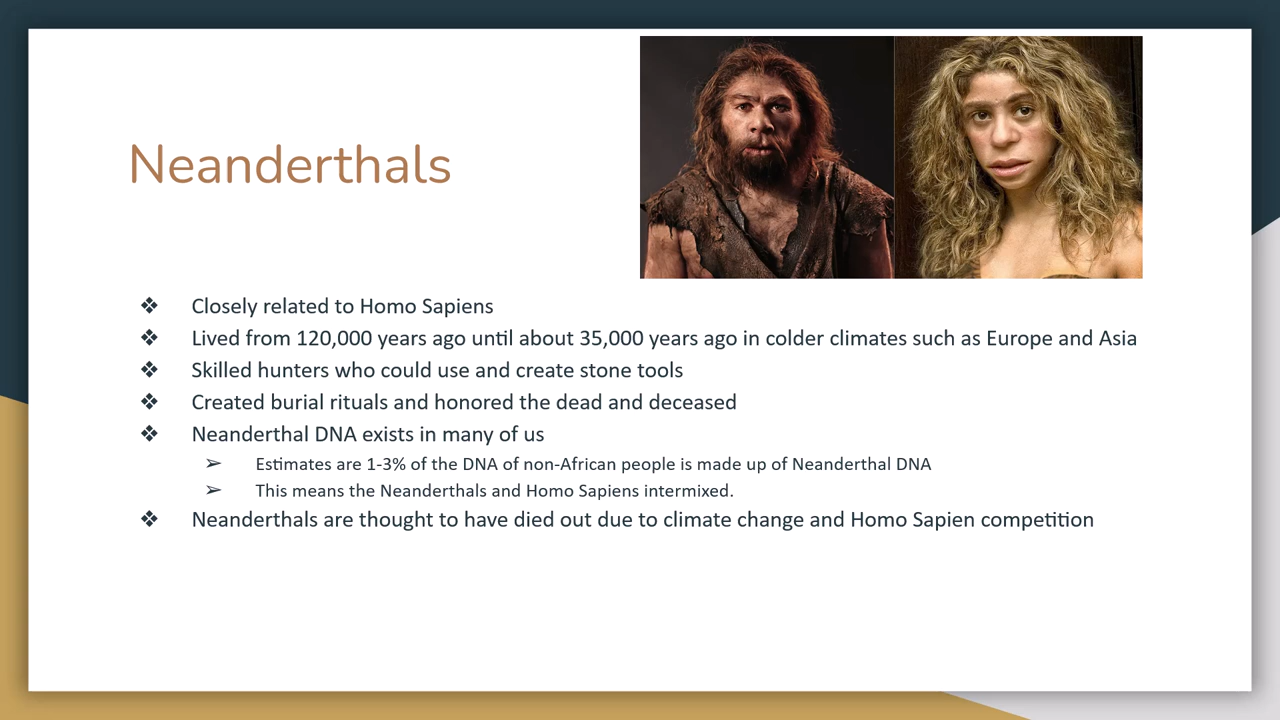 Neanderthals
❖ Closely related to Homo Sapiens
❖ Lived from 120,000 years ago until about 35,000 years ago in colder climates such as Europe and Asia
❖ Skilled hunters who could use and create stone tools
❖ Created burial rituals and honored the dead and deceased
❖ Neanderthal DNA exists in many of us
➢ Estimates are 1-3% of the DNA of non-African people is made up of Neanderthal DNA
➢ This means the Neanderthals and Homo Sapiens intermixed.
❖ Neanderthals are thought to have died out due to climate change and Homo Sapien competition